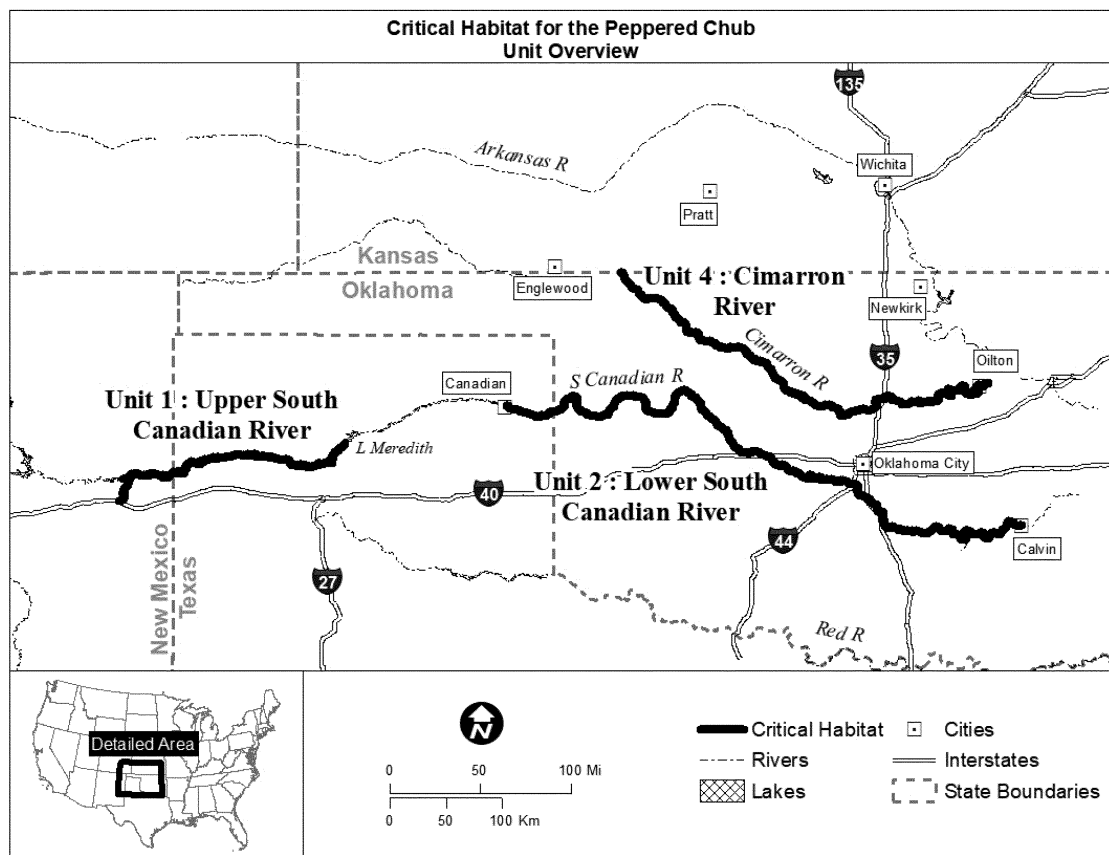 Critical Habitat for the Peppered Chub
Unit Overview
135
Wichita
Arkansas R
Pratt
Kansas
Oklahoma
Englewood
Unit 4 : Cimarron
River
Newkirk
Cimarron R
35
Oilton
Canadian
S Canadian R
Unit 1 : Upper South
Canadian River
L Meredith
Oklahoma City
40
Unit 2 : Lower South
Canadian River
44
Calvin
New Mexico
Texas
27
Red R
Detailed Area
N
0 50 100 Mi
0 50 100 Km
Critical Habitat
Rivers
Lakes
Cities
Interstates
State Boundaries